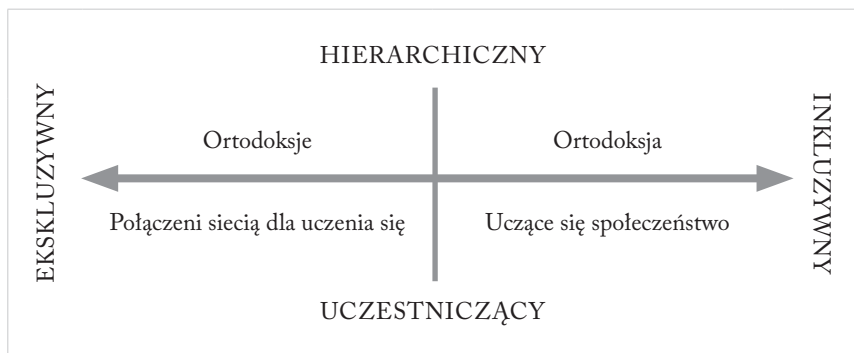 HIERARCHICZNY
EKSKLUZYWNY
Ortodoksje
Ortodoksja
INKLUZYWNY
Połączeni siecią dla uczenia się
Uczące się społeczeństwo
UCZESTNICZĄCY